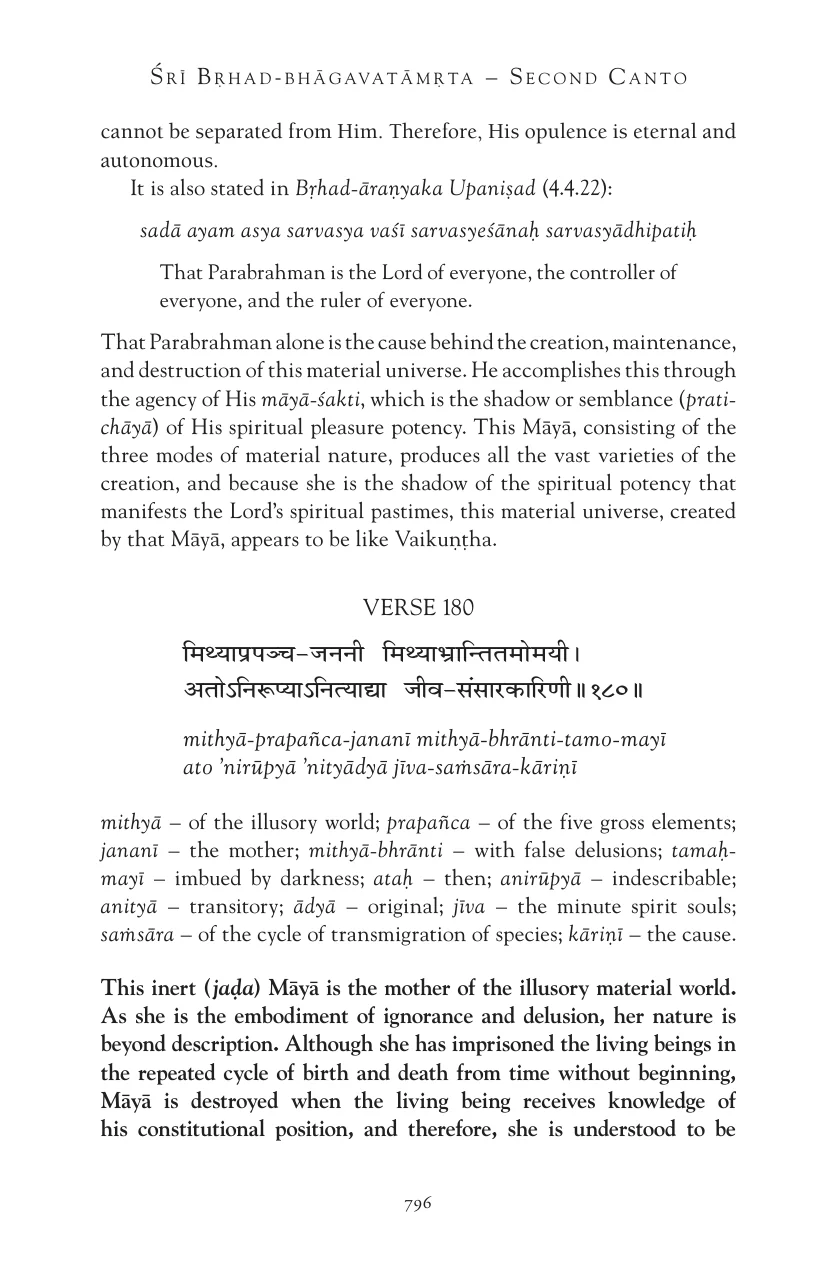 Śrī Bṛhad-bhāgavatāmṛta – Second Canto
cannot be separated from Him. Therefore, His opulence is eternal and
autonomous.
It is also stated in Bṛhad-āraṇyaka Upaniṣad (4.4.22):
sadā ayam asya sarvasya vaśī sarvasyeśānaḥ sarvasyādhipatiḥ
That Parabrahman is the Lord of everyone, the controller of
everyone, and the ruler of everyone.
That Parabrahman alone is the cause behind the creation, maintenance,
and destruction of this material universe. He accomplishes this through
the agency of His māyā-śakti, which is the shadow or semblance (prati-
chāyā) of His spiritual pleasure potency. This Māyā, consisting of the
three modes of material nature, produces all the vast varieties of the
creation, and because she is the shadow of the spiritual potency that
manifests the Lord’s spiritual pastimes, this material universe, created
by that Māyā, appears to be like Vaikuṇṭha.
VERSE 180
मिथ्याप्रपञ्च–जननी मिथ्याभ्रान्तितमोमयी।
अतोऽनिरूप्याऽनित्याद्या जीव–संसारकारिणी॥१८०॥
mithyā-prapañca-jananī mithyā-bhrānti-tamo-mayī
ato ’nirūpyā ’nityādyā jīva-saṁsāra-kāriṇī
mithyā – of the illusory world; prapañca – of the five gross elements;
jananī – the mother; mithyā-bhrānti – with false delusions; tamaḥ-
mayī – imbued by darkness; ataḥ – then; anirūpyā – indescribable;
anityā – transitory; ādyā – original; jīva – the minute spirit souls;
saṁsāra – of the cycle of transmigration of species; kāriṇī – the cause.
This inert (jaḍa) Māyā is the mother of the illusory material world.
As she is the embodiment of ignorance and delusion, her nature is
beyond description. Although she has imprisoned the living beings in
the repeated cycle of birth and death from time without beginning,
Māyā is destroyed when the living being receives knowledge of
his constitutional position, and therefore, she is understood to be
796